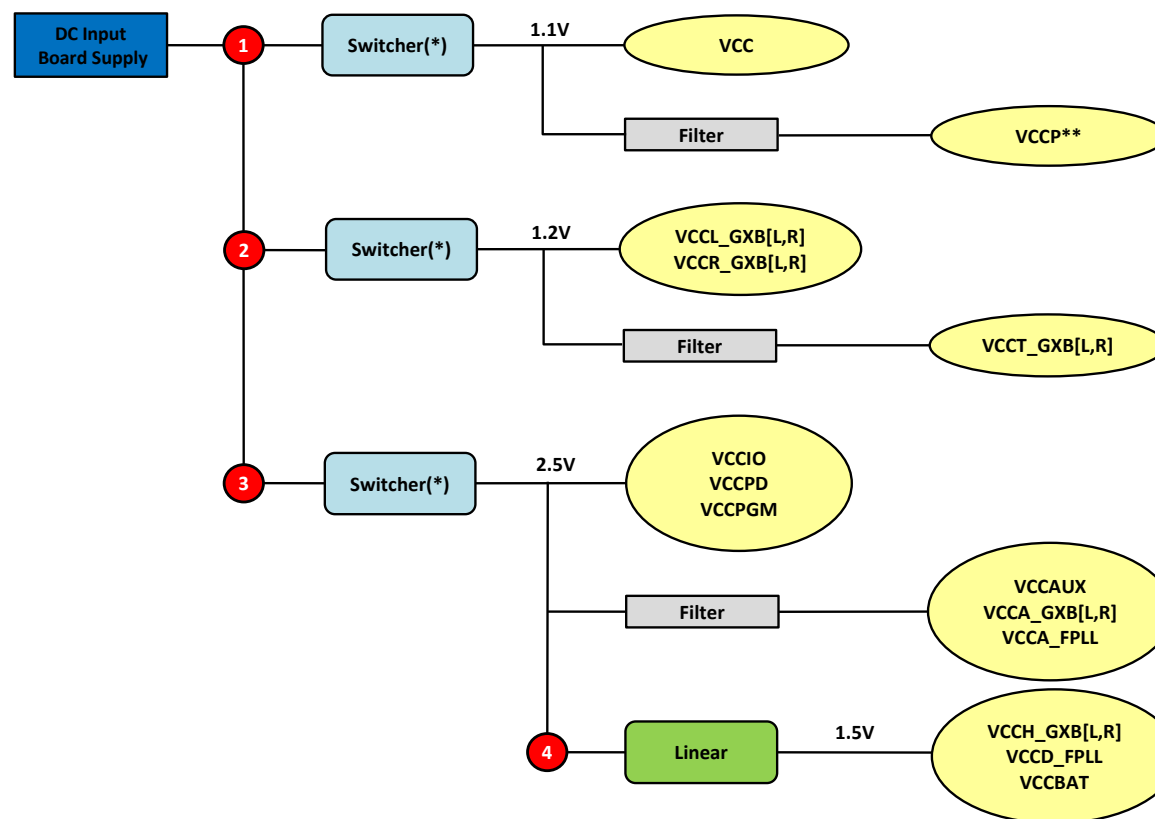 DC Input
Board Supply
1
Switcher(*)
1.1V
VCC
Filter
VCCP**
2
Switcher(*)
1.2V
VCCL_GXB[L,R]
VCCR_GXB[L,R]
Filter
VCCT_GXB[L,R]
3
Switcher(*)
2.5V
VCCIO
VCCPD
VCCPGM
Filter
VCCAUX
VCCA_GXB[L,R]
VCCA_FPLL
4
Linear
1.5V
VCCH_GXB[L,R]
VCCD_FPLL
VCCBAT